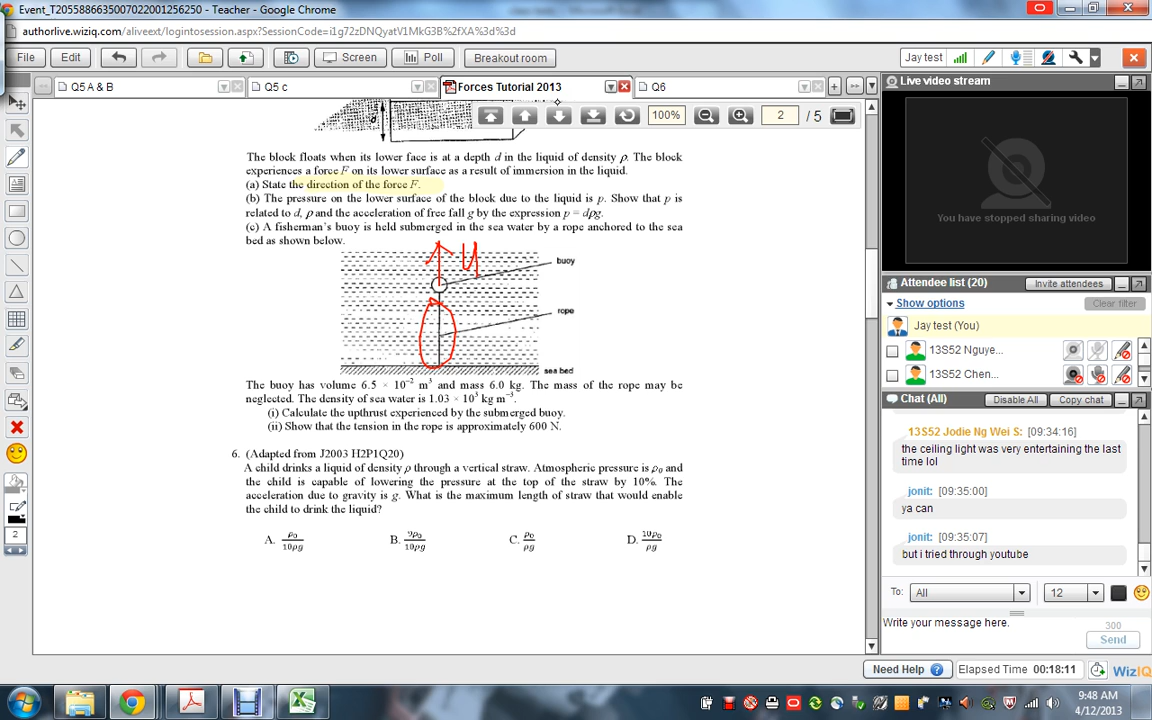 Event_T2055886635007022001256250 - Teacher - Google Chrome
authorlive.wiziq.com/aliveext/logintosession.aspx?SessionCode=i1g72zDNQyatV1MkG3B%2fXA%3d%3d
File Edit Screen Poll Breakout room Jay test
Q5 A & B Q5 c Forces Tutorial 2013 Q6
100% 2 / 5
d
The block floats when its lower face is at a depth d in the liquid of density ρ. The block
experiences a force F on its lower surface as a result of immersion in the liquid.
(a) State the direction of the force F.
(b) The pressure on the lower surface of the block due to the liquid is p. Show that p is
related to d, ρ and the acceleration of free fall g by the expression p = dρg.
(c) A fisherman's buoy is held submerged in the sea water by a rope anchored to the sea
bed as shown below.
U
buoy
rope
sea bed
The buoy has volume 6.5 × 10⁻² m³ and mass 6.0 kg. The mass of the rope may be
neglected. The density of sea water is 1.03 × 10³ kg m⁻³.
(i) Calculate the upthrust experienced by the submerged buoy.
(ii) Show that the tension in the rope is approximately 600 N.
6. (Adapted from J2003 H2P1Q20)
A child drinks a liquid of density ρ through a vertical straw. Atmospheric pressure is ρ₀ and
the child is capable of lowering the pressure at the top of the straw by 10%. The
acceleration due to gravity is g. What is the maximum length of straw that would enable
the child to drink the liquid?
A. ρ₀/10ρg B. 9ρ₀/10ρg C. ρ₀/ρg D. 10ρ₀/ρg
2
Live video stream
You have stopped sharing video
Attendee list (20) Invite attendees
Show options Clear filter
Jay test (You)
13S52 Nguye...
13S52 Chen...
Chat (All) Disable All Copy chat
13S52 Jodie Ng Wei S: [09:34:16]
the ceiling light was very entertaining the last
time lol
jonit: [09:35:00]
ya can
jonit: [09:35:07]
but i tried through youtube
To: All 12
Write your message here.
300
Send
Need Help ? Elapsed Time 00:18:11 WizIQ
9:48 AM
4/12/2013